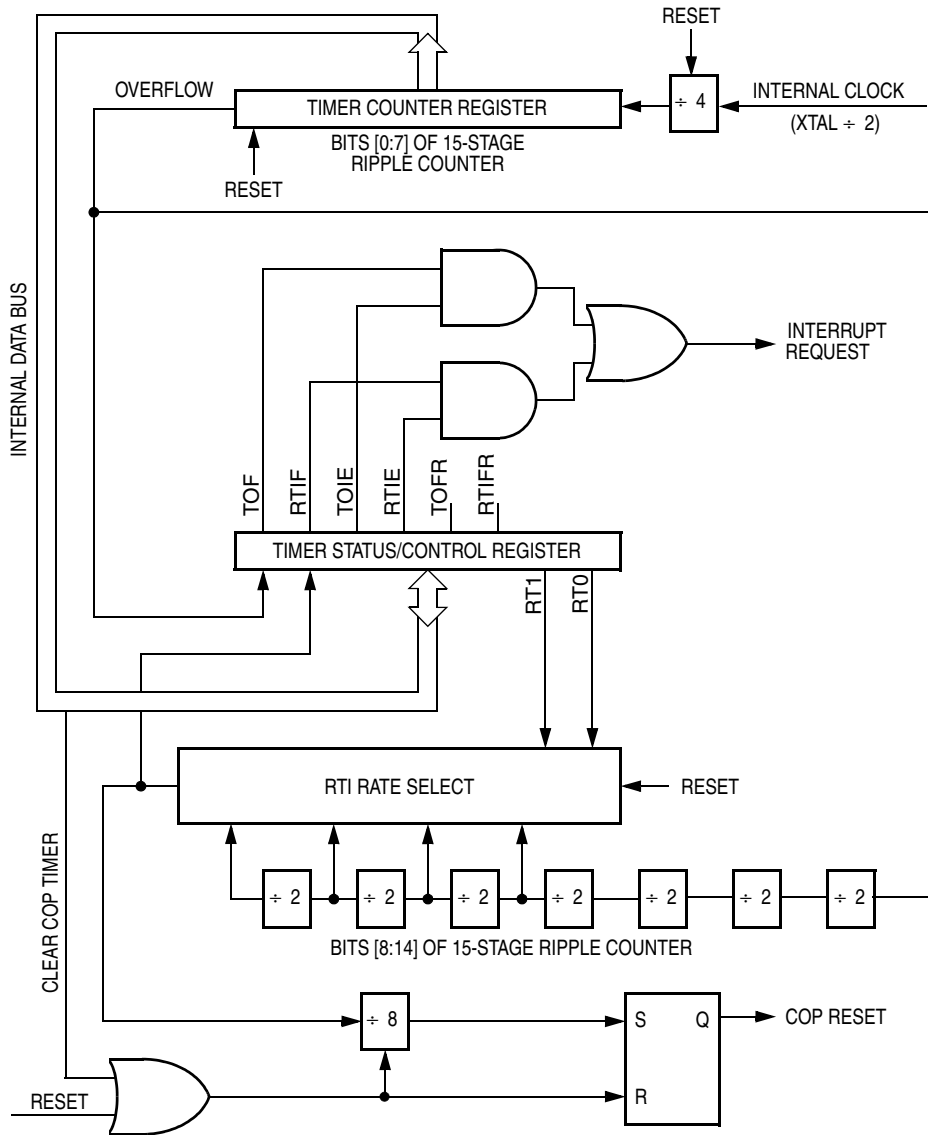 RESET
OVERFLOW
TIMER COUNTER REGISTER
÷ 4
INTERNAL CLOCK
(XTAL ÷ 2)
BITS [0:7] OF 15-STAGE
RIPPLE COUNTER
RESET
INTERNAL DATA BUS
INTERRUPT
REQUEST
TOF
RTIF
TOIE
RTIE
TOFR
RTIFR
TIMER STATUS/CONTROL REGISTER
RT1
RT0
RTI RATE SELECT
RESET
CLEAR COP TIMER
÷ 2
÷ 2
÷ 2
÷ 2
÷ 2
÷ 2
÷ 2
BITS [8:14] OF 15-STAGE RIPPLE COUNTER
÷ 8
S
Q
COP RESET
R
RESET